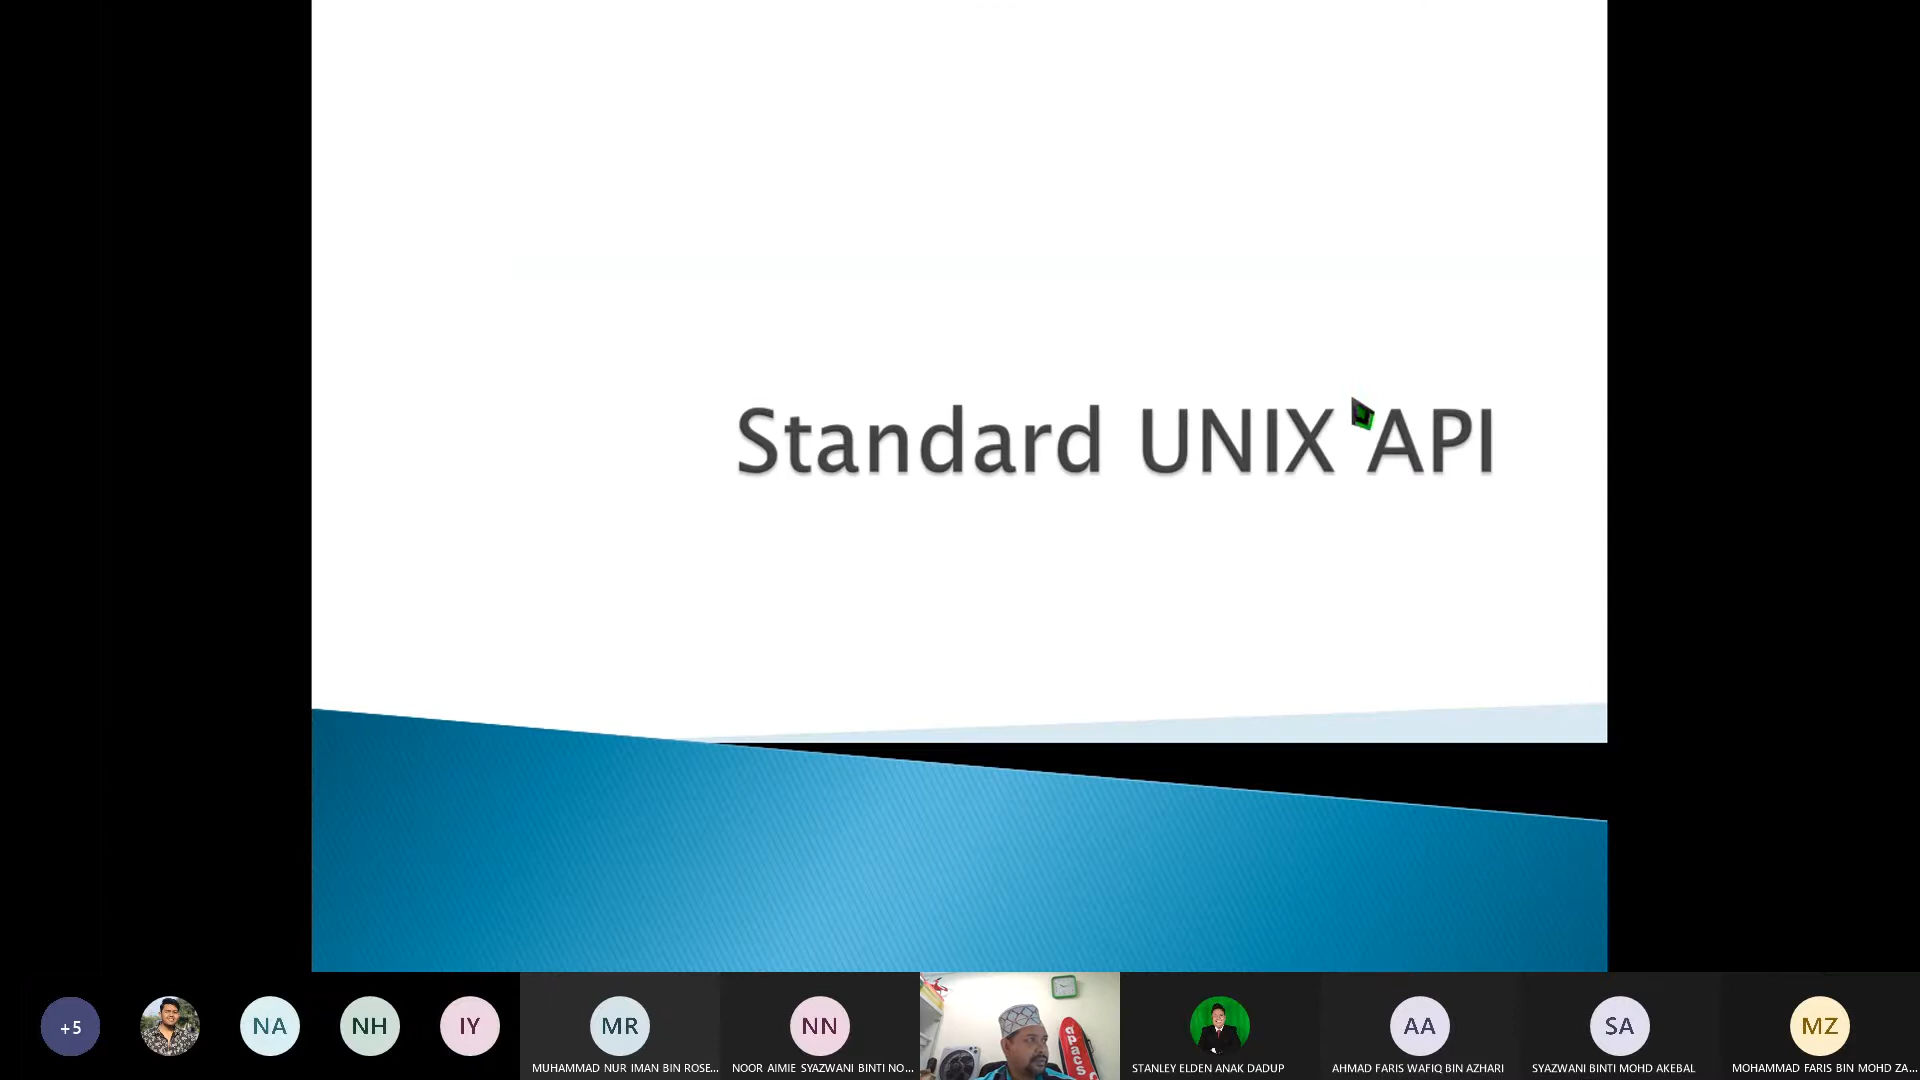 Standard UNIX API
+5
NA
NH
IY
MR
NN
AA
SA
MZ
MUHAMMAD NUR IMAN BIN ROSE...
NOOR AIMIE SYAZWANI BINTI NO...
STANLEY ELDEN ANAK DADUP
AHMAD FARIS WAFIQ BIN AZHARI
SYAZWANI BINTI MOHD AKEBAL
MOHAMMAD FARIS BIN MOHD ZA...
apacs